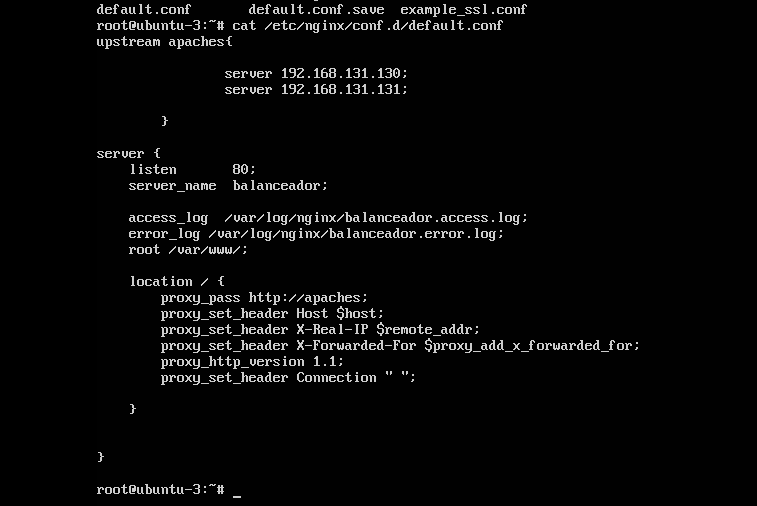 default.conf       default.conf.save  example_ssl.conf
root@ubuntu-3:~# cat /etc/nginx/conf.d/default.conf
upstream apaches{
server 192.168.131.130;
server 192.168.131.131;
}
server {
listen       80;
server_name  balanceador;
access_log  /var/log/nginx/balanceador.access.log;
error_log /var/log/nginx/balanceador.error.log;
root /var/www/;
location / {
proxy_pass http://apaches;
proxy_set_header Host $host;
proxy_set_header X-Real-IP $remote_addr;
proxy_set_header X-Forwarded-For $proxy_add_x_forwarded_for;
proxy_http_version 1.1;
proxy_set_header Connection " ";
}
}
root@ubuntu-3:~# _